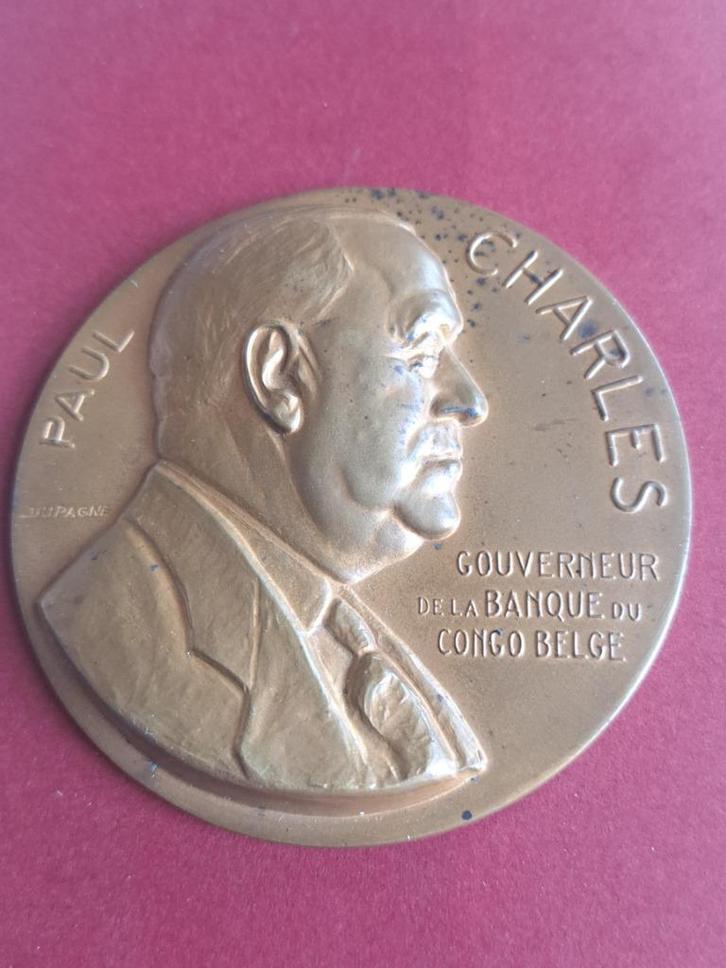 PAUL CHARLES
DUPAGNE
GOUVERNEUR
DE LA BANQUE DU
CONGO BELGE